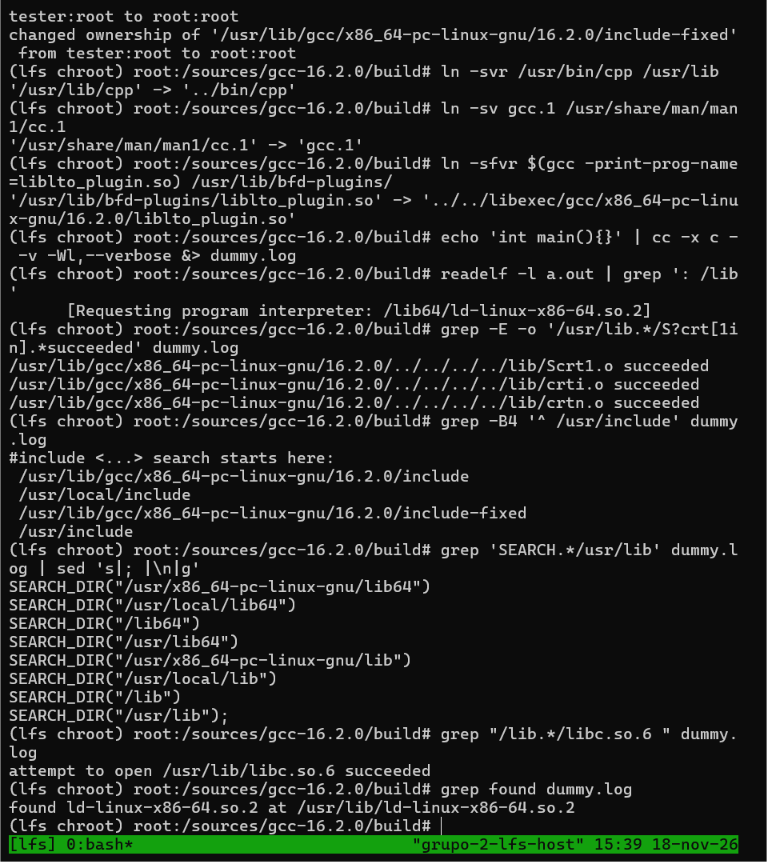 tester:root to root:root
changed ownership of '/usr/lib/gcc/x86_64-pc-linux-gnu/16.2.0/include-fixed'
 from tester:root to root:root
(lfs chroot) root:/sources/gcc-16.2.0/build# ln -svr /usr/bin/cpp /usr/lib
'/usr/lib/cpp' -> '../bin/cpp'
(lfs chroot) root:/sources/gcc-16.2.0/build# ln -sv gcc.1 /usr/share/man/man
1/cc.1
'/usr/share/man/man1/cc.1' -> 'gcc.1'
(lfs chroot) root:/sources/gcc-16.2.0/build# ln -sfvr $(gcc -print-prog-name
=liblto_plugin.so) /usr/lib/bfd-plugins/
'/usr/lib/bfd-plugins/liblto_plugin.so' -> '../../libexec/gcc/x86_64-pc-linu
x-gnu/16.2.0/liblto_plugin.so'
(lfs chroot) root:/sources/gcc-16.2.0/build# echo 'int main(){}' | cc -x c -
 -v -Wl,--verbose &> dummy.log
(lfs chroot) root:/sources/gcc-16.2.0/build# readelf -l a.out | grep ': /lib
'
      [Requesting program interpreter: /lib64/ld-linux-x86-64.so.2]
(lfs chroot) root:/sources/gcc-16.2.0/build# grep -E -o '/usr/lib.*/S?crt[1i
n].*succeeded' dummy.log
/usr/lib/gcc/x86_64-pc-linux-gnu/16.2.0/../../../../lib/Scrt1.o succeeded
/usr/lib/gcc/x86_64-pc-linux-gnu/16.2.0/../../../../lib/crti.o succeeded
/usr/lib/gcc/x86_64-pc-linux-gnu/16.2.0/../../../../lib/crtn.o succeeded
(lfs chroot) root:/sources/gcc-16.2.0/build# grep -B4 '^ /usr/include' dummy
.log
#include <...> search starts here:
 /usr/lib/gcc/x86_64-pc-linux-gnu/16.2.0/include
 /usr/local/include
 /usr/lib/gcc/x86_64-pc-linux-gnu/16.2.0/include-fixed
 /usr/include
(lfs chroot) root:/sources/gcc-16.2.0/build# grep 'SEARCH.*/usr/lib' dummy.l
og | sed 's|; |\n|g'
SEARCH_DIR("/usr/x86_64-pc-linux-gnu/lib64")
SEARCH_DIR("/usr/local/lib64")
SEARCH_DIR("/lib64")
SEARCH_DIR("/usr/lib64")
SEARCH_DIR("/usr/x86_64-pc-linux-gnu/lib")
SEARCH_DIR("/usr/local/lib")
SEARCH_DIR("/lib")
SEARCH_DIR("/usr/lib");
(lfs chroot) root:/sources/gcc-16.2.0/build# grep "/lib.*/libc.so.6 " dummy.
log
attempt to open /usr/lib/libc.so.6 succeeded
(lfs chroot) root:/sources/gcc-16.2.0/build# grep found dummy.log
found ld-linux-x86-64.so.2 at /usr/lib/ld-linux-x86-64.so.2
(lfs chroot) root:/sources/gcc-16.2.0/build#
[lfs] 0:bash* "grupo-2-lfs-host" 15:39 18-nov-26